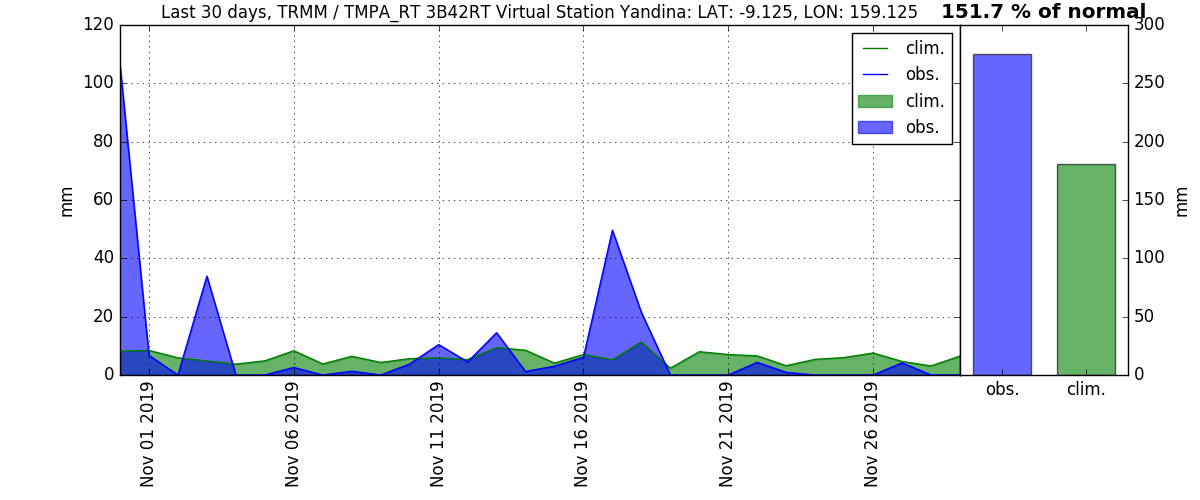 Last 30 days, TRMM / TMPA_RT 3B42RT Virtual Station Yandina: LAT: -9.125, LON: 159.125 151.7 % of normal
120
100
80
60
40
20
0
mm
clim.
obs.
clim.
obs.
Nov 01 2019
Nov 06 2019
Nov 11 2019
Nov 16 2019
Nov 21 2019
Nov 26 2019
300
250
200
150
100
50
0
mm
obs. clim.